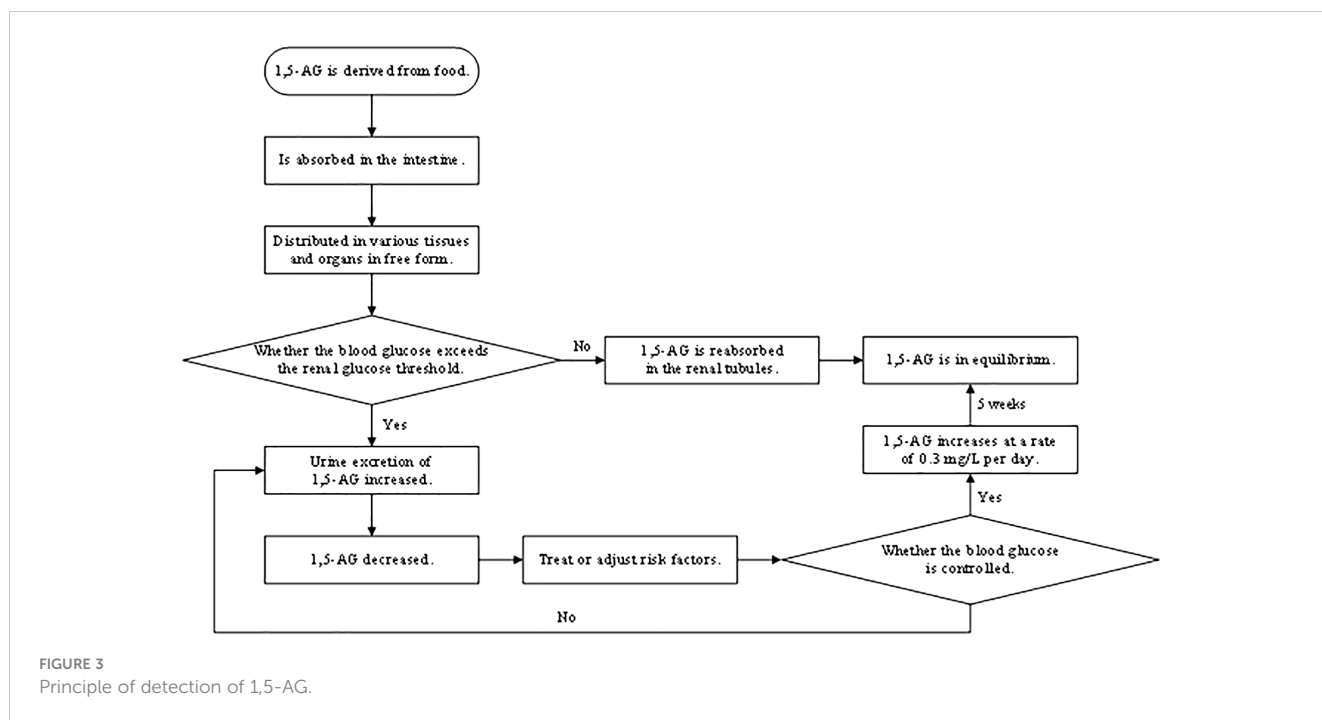 1,5-AG is derived from food.
Is absorbed in the intestine.
Distributed in various tissues
and organs in free form.
Whether the blood glucose exceeds
the renal glucose threshold.
No
1,5-AG is reabsorbed
in the renal tubules.
1,5-AG is in equilibrium.
5 weeks
Yes
1,5-AG increases at a rate
of 0.3 mg/L per day.
Urine excretion of
1,5-AG increased.
Yes
1,5-AG decreased.
Treat or adjust risk factors.
Whether the blood glucose
is controlled.
No
FIGURE 3
Principle of detection of 1,5-AG.